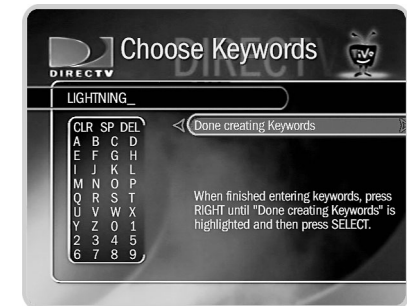 DIRECTV
Choose Keywords
TiVo
LIGHTNING_
CLR SP DEL
A B C D
E F G H
I J K L
M N O P
Q R S T
U V W X
Y Z 0 1
2 3 4 5
6 7 8 9
Done creating Keywords
When finished entering keywords, press
RIGHT until "Done creating Keywords" is
highlighted and then press SELECT.